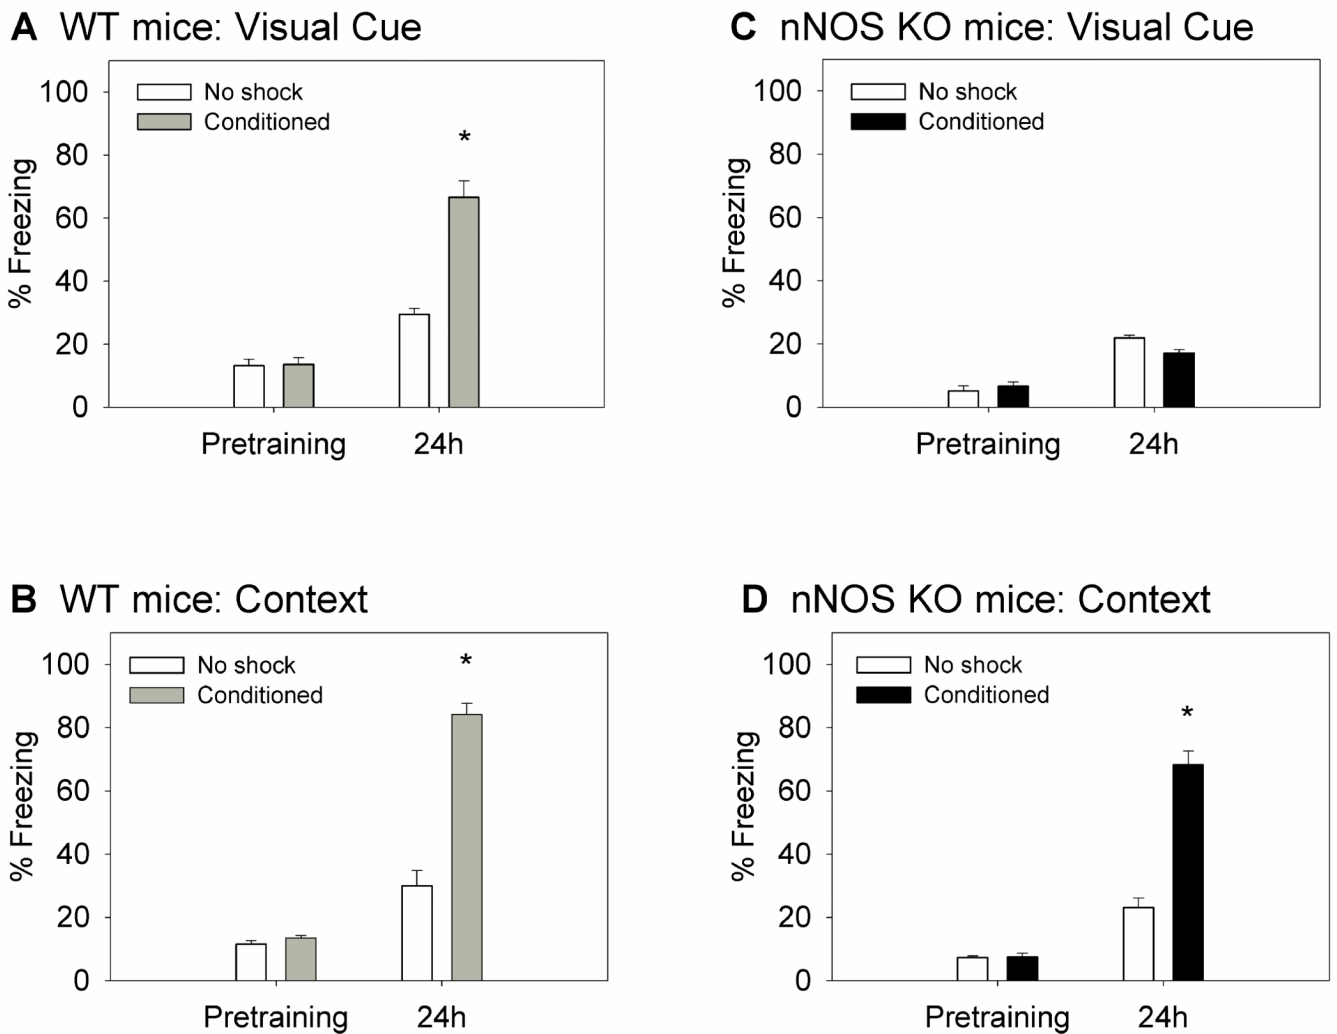 A WT mice: Visual Cue
100
80
60
40
20
0
% Freezing
No shock
Conditioned
*
Pretraining
24h
C nNOS KO mice: Visual Cue
100
80
60
40
20
0
% Freezing
No shock
Conditioned
Pretraining
24h
B WT mice: Context
100
80
60
40
20
0
% Freezing
No shock
Conditioned
*
Pretraining
24h
D nNOS KO mice: Context
100
80
60
40
20
0
% Freezing
No shock
Conditioned
*
Pretraining
24h